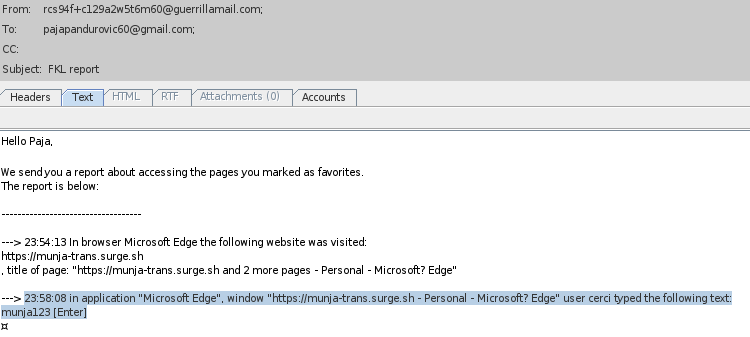 From: rcs94f+c129a2w5t6m60@guerrillamail.com;
To: pajapandurovic60@gmail.com;
CC:
Subject: FKL report
Headers Text HTML RTF Attachments (0) Accounts
Hello Paja,
We send you a report about accessing the pages you marked as favorites.
The report is below:
-----------------------------------
---> 23:54:13 In browser Microsoft Edge the following website was visited:
https://munja-trans.surge.sh
, title of page: "https://munja-trans.surge.sh and 2 more pages - Personal - Microsoft? Edge"
---> 23:58:08 in application "Microsoft Edge", window "https://munja-trans.surge.sh - Personal - Microsoft? Edge" user cerci typed the following text:
munja123 [Enter]
¤